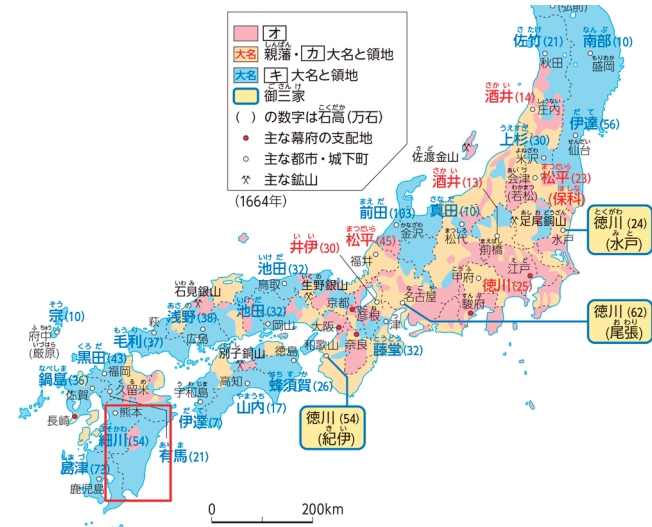 オ
大名 親藩・カ 大名と領地
大名 キ 大名と領地
御三家
( )の数字は石高(万石)
主な幕府の支配地
主な都市・城下町
主な鉱山
(1664年)
(弘前)
佐竹(21)
秋田
南部(10)
盛岡
酒井(14)
庄内
伊達(56)
仙台
上杉(30)
米沢
佐渡金山
会津
(若松)
松平(23)
(保科)
酒井(13)
前田(103)
金沢
真田(10)
松代
前橋
足尾銅山
水戸
徳川(24)
(水戸)
井伊(30)
松平(45)
福井
甲府
江戸
徳川(25)
駿府
名古屋
徳川(62)
(尾張)
池田(32)
鳥取
生野銀山
京都
彦根
津
大阪
奈良
藤堂(32)
和歌山
徳川(54)
(紀伊)
石見銀山
浅野(38)
広島
池田(32)
岡山
宗(10)
府中
(厳原)
萩
毛利(37)
別子銅山
徳島
高知
蜂須賀(26)
山内(17)
宇和島
伊達(7)
黒田(43)
福岡
鍋島(36)
佐賀
久留米
長崎
熊本
細川(54)
有馬(21)
島津(73)
鹿児島
0 200km